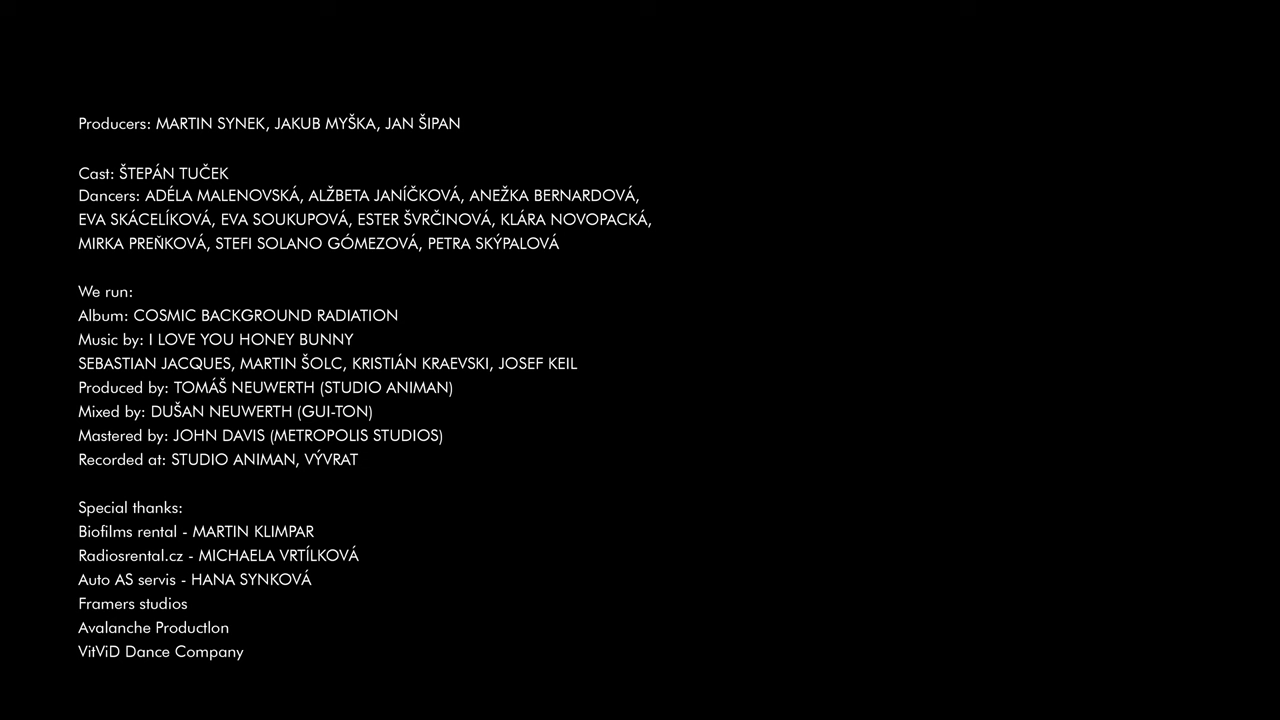 Producers: MARTIN SYNEK, JAKUB MYŠKA, JAN ŠIPAN
Cast: ŠTEPÁN TUČEK
Dancers: ADÉLA MALENOVSKÁ, ALŽBETA JANÍČKOVÁ, ANEŽKA BERNARDOVÁ,
EVA SKÁCELÍKOVÁ, EVA SOUKUPOVÁ, ESTER ŠVRČINOVÁ, KLÁRA NOVOPACKÁ,
MIRKA PREŇKOVÁ, STEFI SOLANO GÓMEZOVÁ, PETRA SKÝPALOVÁ
We run:
Album: COSMIC BACKGROUND RADIATION
Music by: I LOVE YOU HONEY BUNNY
SEBASTIAN JACQUES, MARTIN ŠOLC, KRISTIÁN KRAEVSKI, JOSEF KEIL
Produced by: TOMÁŠ NEUWERTH (STUDIO ANIMAN)
Mixed by: DUŠAN NEUWERTH (GUI-TON)
Mastered by: JOHN DAVIS (METROPOLIS STUDIOS)
Recorded at: STUDIO ANIMAN, VÝVRAT
Special thanks:
Biofilms rental - MARTIN KLIMPAR
Radiosrental.cz - MICHAELA VRTÍLKOVÁ
Auto AS servis - HANA SYNKOVÁ
Framers studios
Avalanche Productlon
VitViD Dance Company